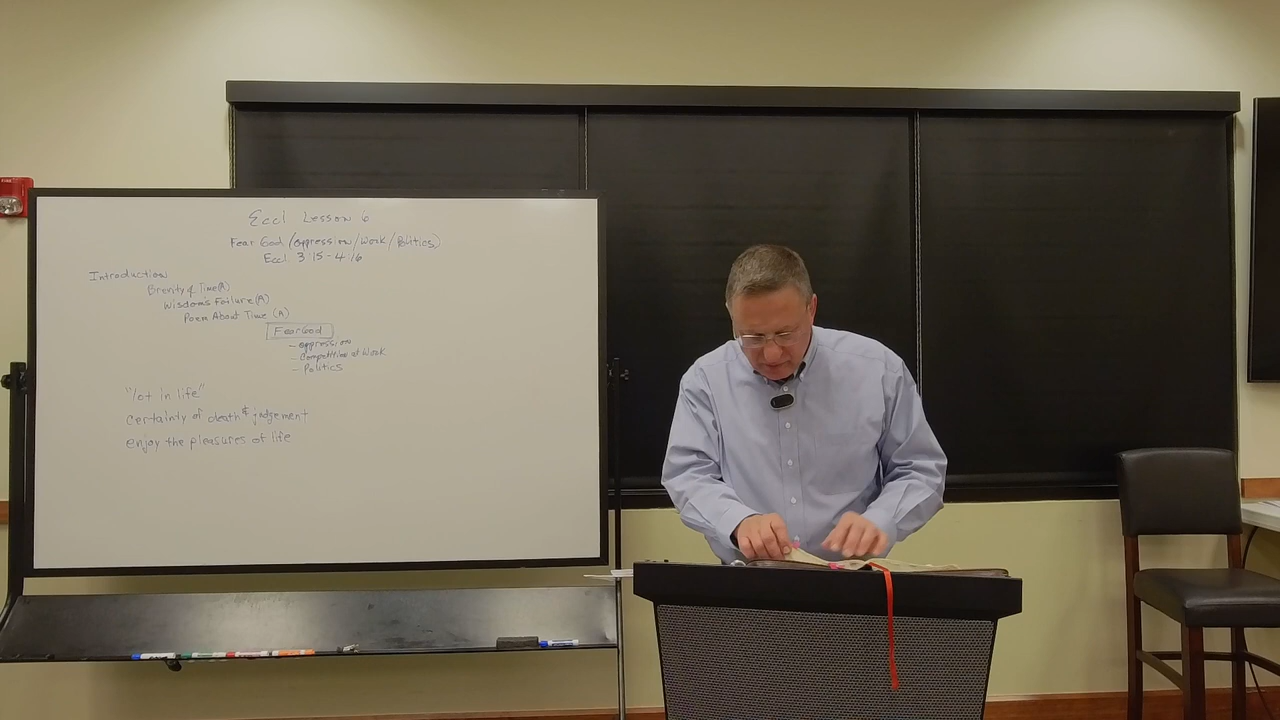 Eccl Lesson 6
Fear God (oppression/Work/Politics)
Eccl 3:15-4:16
Introduction
Brevity of Time (A)
Wisdom's Failure (A)
Poem About Time (A)
Fear God
- oppression
- Competition at Work
- Politics
"lot in life"
certainty of death & judgement
enjoy the pleasures of life